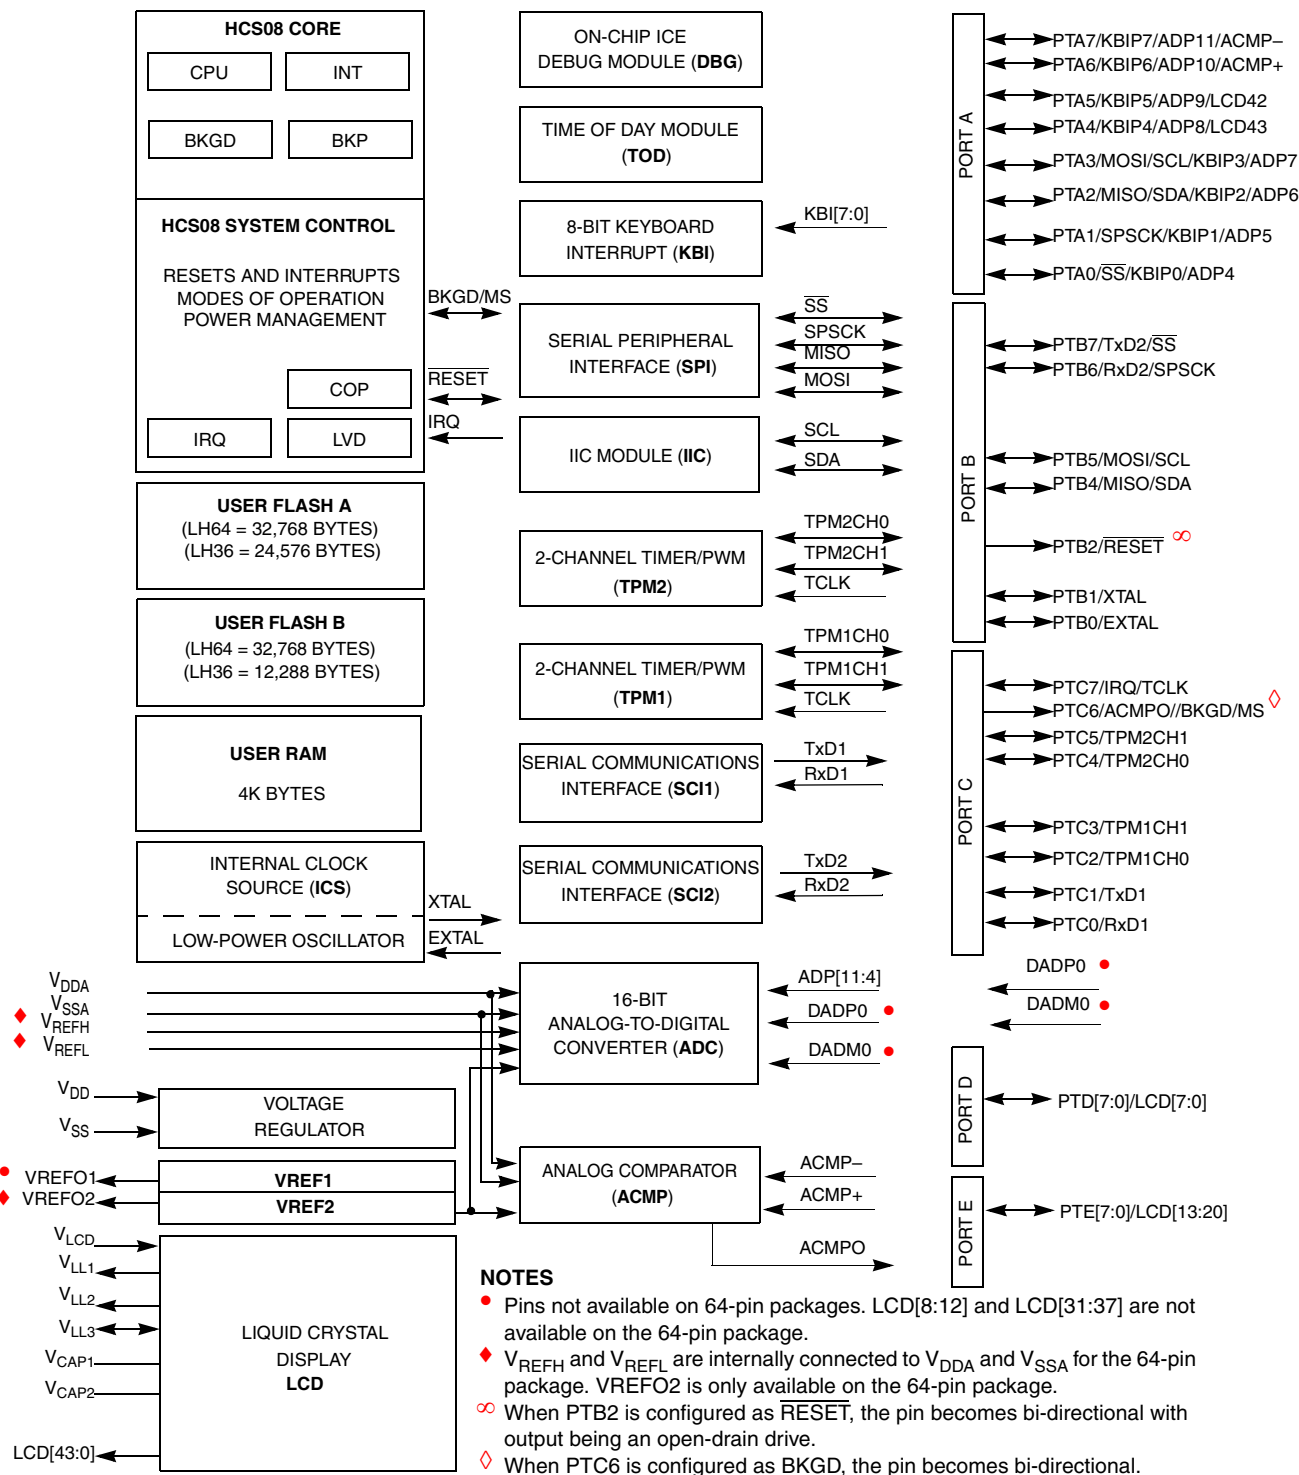 HCS08 CORE
CPU
INT
BKGD
BKP
HCS08 SYSTEM CONTROL
RESETS AND INTERRUPTS
MODES OF OPERATION
POWER MANAGEMENT
COP
IRQ
LVD
BKGD/MS
RESET
IRQ
USER FLASH A
(LH64 = 32,768 BYTES)
(LH36 = 24,576 BYTES)
USER FLASH B
(LH64 = 32,768 BYTES)
(LH36 = 12,288 BYTES)
USER RAM
4K BYTES
INTERNAL CLOCK
SOURCE (ICS)
LOW-POWER OSCILLATOR
XTAL
EXTAL
VDDA
VSSA
♦ VREFH
♦ VREFL
VDD
VSS
VOLTAGE
REGULATOR
• VREFO1
♦ VREFO2
VREF1
VREF2
VLCD
VLL1
VLL2
VLL3
VCAP1
VCAP2
LCD[43:0]
LIQUID CRYSTAL
DISPLAY
LCD
ON-CHIP ICE
DEBUG MODULE (DBG)
TIME OF DAY MODULE
(TOD)
8-BIT KEYBOARD
INTERRUPT (KBI)
KBI[7:0]
SERIAL PERIPHERAL
INTERFACE (SPI)
SS
SPSCK
MISO
MOSI
IIC MODULE (IIC)
SCL
SDA
2-CHANNEL TIMER/PWM
(TPM2)
TPM2CH0
TPM2CH1
TCLK
2-CHANNEL TIMER/PWM
(TPM1)
TPM1CH0
TPM1CH1
TCLK
SERIAL COMMUNICATIONS
INTERFACE (SCI1)
TxD1
RxD1
SERIAL COMMUNICATIONS
INTERFACE (SCI2)
TxD2
RxD2
16-BIT
ANALOG-TO-DIGITAL
CONVERTER (ADC)
ADP[11:4]
DADP0 •
DADM0 •
ANALOG COMPARATOR
(ACMP)
ACMP–
ACMP+
ACMPO
PORT A
PTA7/KBIP7/ADP11/ACMP–
PTA6/KBIP6/ADP10/ACMP+
PTA5/KBIP5/ADP9/LCD42
PTA4/KBIP4/ADP8/LCD43
PTA3/MOSI/SCL/KBIP3/ADP7
PTA2/MISO/SDA/KBIP2/ADP6
PTA1/SPSCK/KBIP1/ADP5
PTA0/SS/KBIP0/ADP4
PORT B
PTB7/TxD2/SS
PTB6/RxD2/SPSCK
PTB5/MOSI/SCL
PTB4/MISO/SDA
PTB2/RESET ∞
PTB1/XTAL
PTB0/EXTAL
PORT C
PTC7/IRQ/TCLK
PTC6/ACMPO//BKGD/MS ◊
PTC5/TPM2CH1
PTC4/TPM2CH0
PTC3/TPM1CH1
PTC2/TPM1CH0
PTC1/TxD1
PTC0/RxD1
DADP0 •
DADM0 •
PORT D
PTD[7:0]/LCD[7:0]
PORT E
PTE[7:0]/LCD[13:20]
NOTES
• Pins not available on 64-pin packages. LCD[8:12] and LCD[31:37] are not
available on the 64-pin package.
♦ VREFH and VREFL are internally connected to VDDA and VSSA for the 64-pin
package. VREFO2 is only available on the 64-pin package.
∞ When PTB2 is configured as RESET, the pin becomes bi-directional with
output being an open-drain drive.
◊ When PTC6 is configured as BKGD, the pin becomes bi-directional.